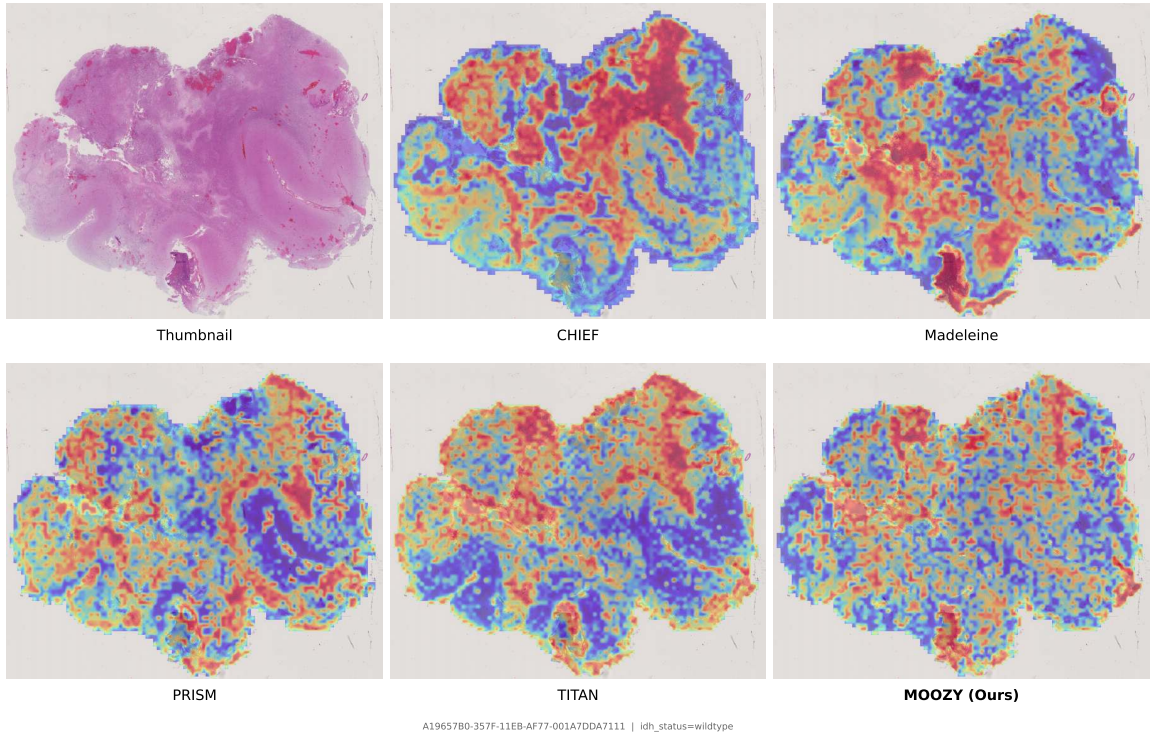 Thumbnail
CHIEF
Madeleine
PRISM
TITAN
MOOZY (Ours)
A19657B0-357F-11EB-AF77-001A7DDA7111 | idh_status=wildtype